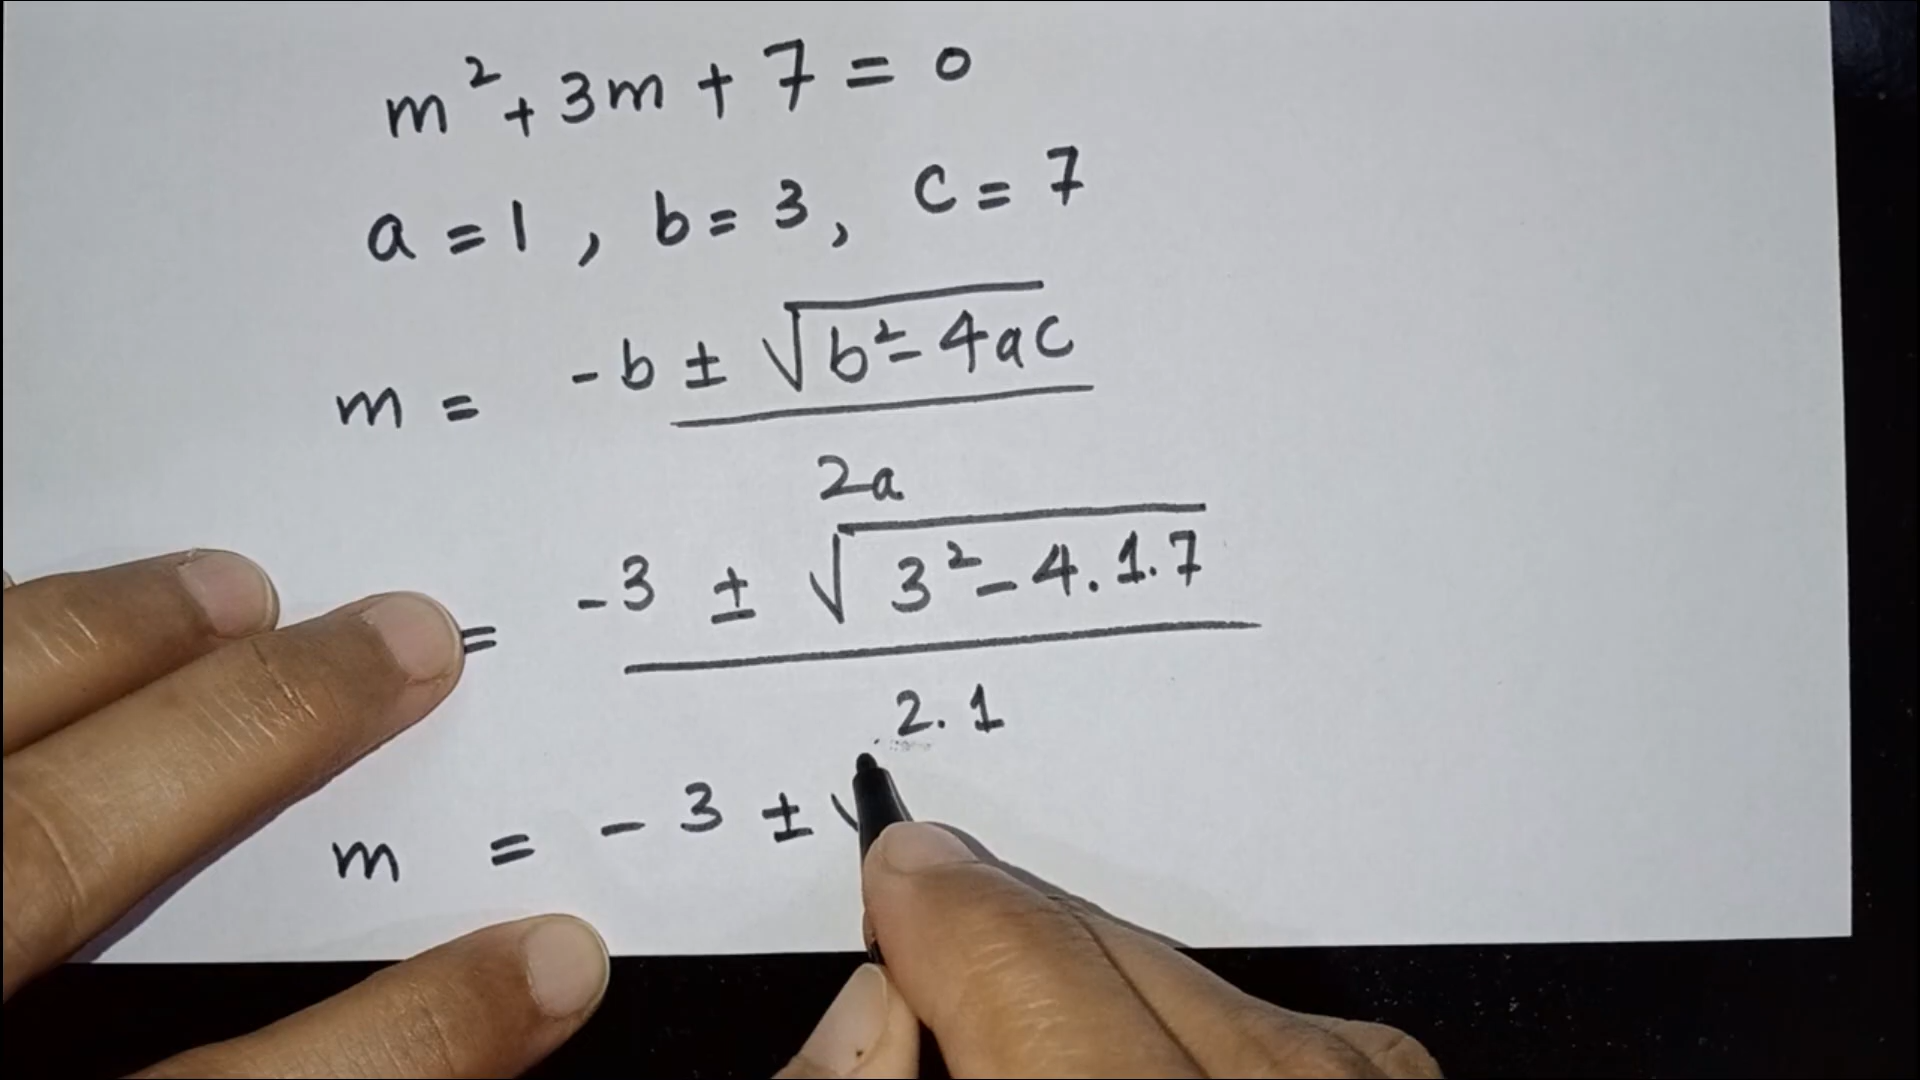 m² + 3m + 7 = 0
a = 1 , b = 3 , c = 7
m = -b ± √b² - 4ac
2a
= -3 ± √3² - 4.1.7
2.1
m = -3 ± √